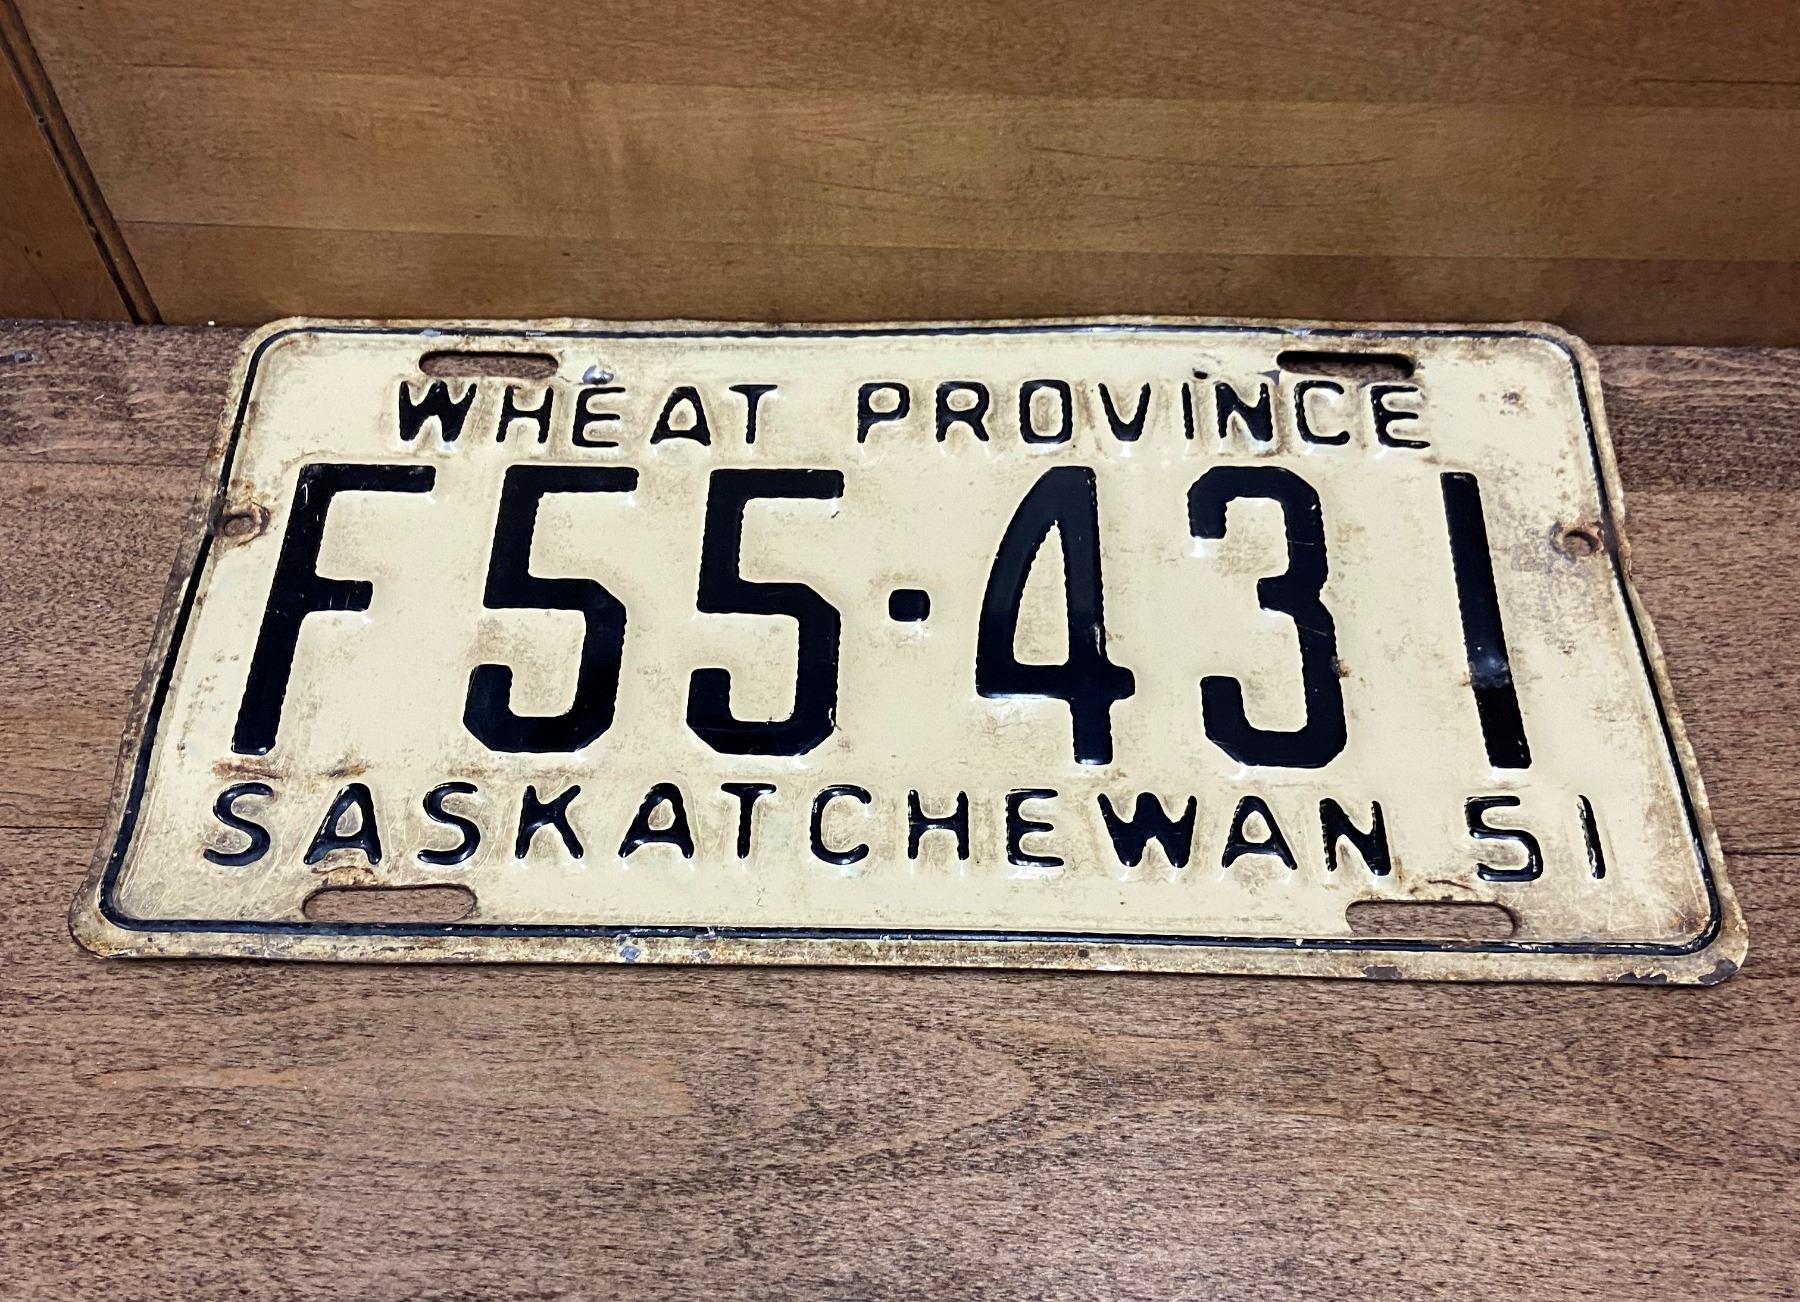 WHEAT PROVINCE
F55·431
SASKATCHEWAN 51